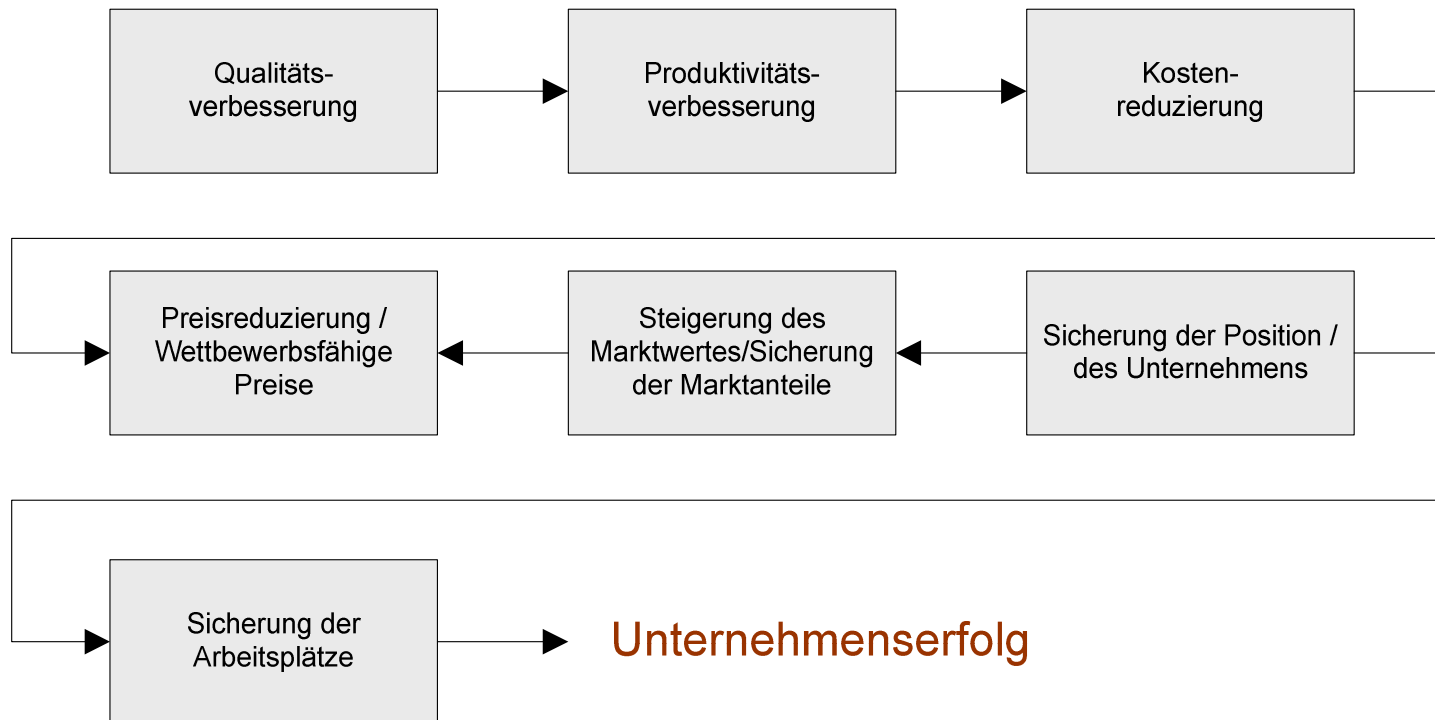 Qualitäts-
verbesserung
Produktivitäts-
verbesserung
Kosten-
reduzierung
Preisreduzierung /
Wettbewerbsfähige
Preise
Steigerung des
Marktwertes/Sicherung
der Marktanteile
Sicherung der Position /
des Unternehmens
Sicherung der
Arbeitsplätze
Unternehmenserfolg